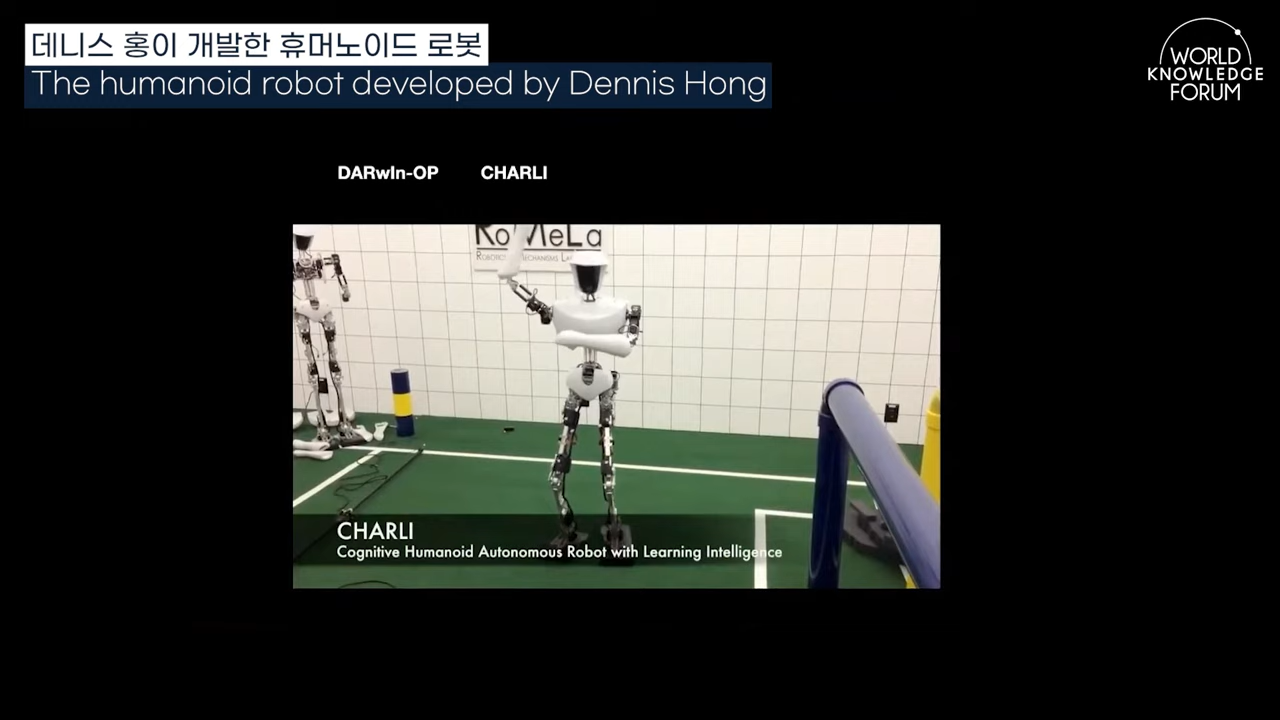 데니스 홍이 개발한 휴머노이드 로봇
The humanoid robot developed by Dennis Hong
WORLD
KNOWLEDGE
FORUM
DARwIn-OP CHARLI
RoMeLa
CHARLI
Cognitive Humanoid Autonomous Robot with Learning Intelligence